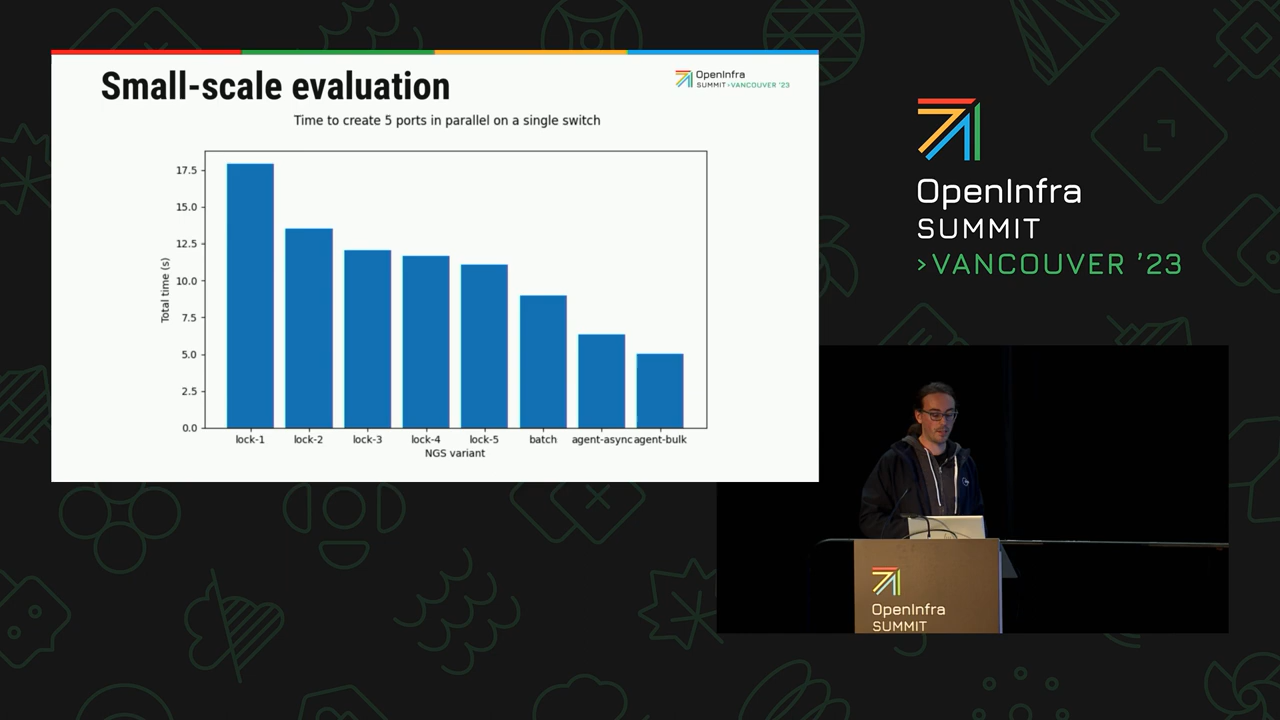 Small-scale evaluation
OpenInfra
SUMMIT >VANCOUVER '23
Time to create 5 ports in parallel on a single switch
17.5
15.0
12.5
10.0
7.5
5.0
2.5
0.0
Total time (s)
lock-1 lock-2 lock-3 lock-4 lock-5 batch agent-async agent-bulk
NGS variant
OpenInfra
SUMMIT
>VANCOUVER '23
OpenInfra
SUMMIT